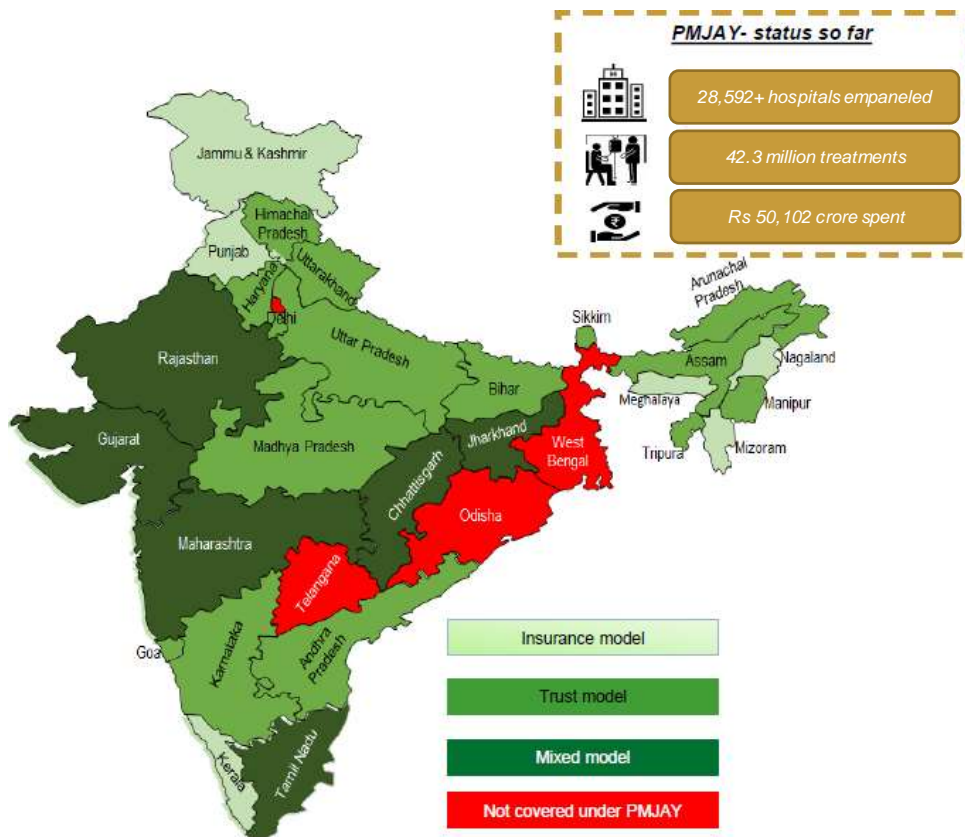 PMJAY- status so far
28,592+ hospitals empaneled
42.3 million treatments
Rs 50,102 crore spent
Jammu & Kashmir
Himachal
Pradesh
Punjab
Uttarakhand
Haryana
Delhi
Arunachal
Pradesh
Sikkim
Rajasthan
Uttar Pradesh
Assam
Nagaland
Bihar
Meghalaya
Manipur
Gujarat
Madhya Pradesh
Jharkhand
West
Bengal
Tripura
Mizoram
Chhattisgarh
Odisha
Maharashtra
Telangana
Goa
Karnataka
Andhra
Pradesh
Kerala
Tamil Nadu
Insurance model
Trust model
Mixed model
Not covered under PMJAY